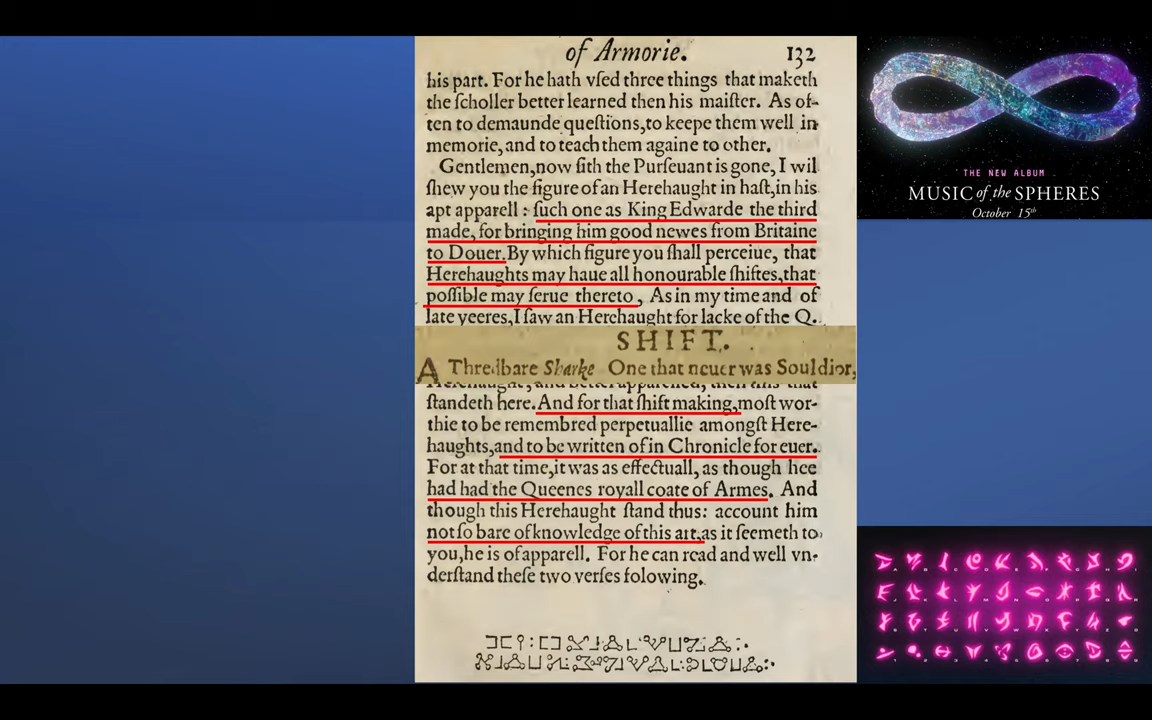 of Armorie. 132
his part. For he hath vſed three things that maketh
the ſcholler better learned then his maiſter. As of-
ten to demaunde queſtions,to keepe them well in
memorie, and to teach them againe to other.
Gentlemen,now ſith the Purſeuant is gone, I wil
ſhew you the figure of an Herehaught in haſt,in his
apt apparell : ſuch one as King Edwarde the third
made, for bringing him good newes from Britaine
to Douer. By which figure you ſhall perceiue, that
Herehaughts may haue all honourable ſhiftes,that
poſſible may ſerue thereto, As in my time and of
late yeeres,I ſaw an Herehaught for lacke of the Q.
SHIFT.
A Thredbare Sharke One that neuer was Souldior,
ſtandeth here. And for that ſhift making, moſt wor-
thie to be remembred perpetuallie amongſt Here-
haughts,and to be written of in Chronicle for euer.
For at that time,it was as effectuall, as though hee
had had the Queenes royall coate of Armes. And
though this Herehaught ſtand thus: account him
not ſo bare of knowledge of this art,as it ſeemeth to
you,he is of apparell. For he can read and well vn-
derſtand theſe two verſes folowing.
THE NEW ALBUM
MUSIC of the SPHERES
October 15th